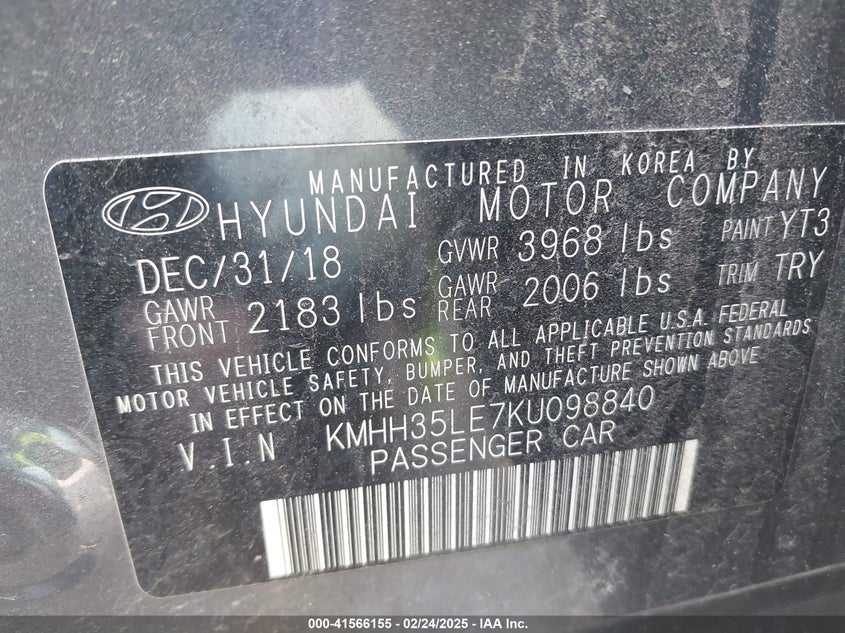 MANUFACTURED IN KOREA BY
HYUNDAI MOTOR COMPANY
DEC/31/18 GVWR 3968 lbs PAINT YT3
GAWR FRONT 2183 lbs GAWR REAR 2006 lbs TRIM TRY
THIS VEHICLE CONFORMS TO ALL APPLICABLE U.S.A. FEDERAL
MOTOR VEHICLE SAFETY, BUMPER, AND THEFT PREVENTION STANDARDS
IN EFFECT ON THE DATE OF MANUFACTURE SHOWN ABOVE
V.I.N KMHH35LE7KU098840
PASSENGER CAR
000-41566155 - 02/24/2025 - IAA Inc.